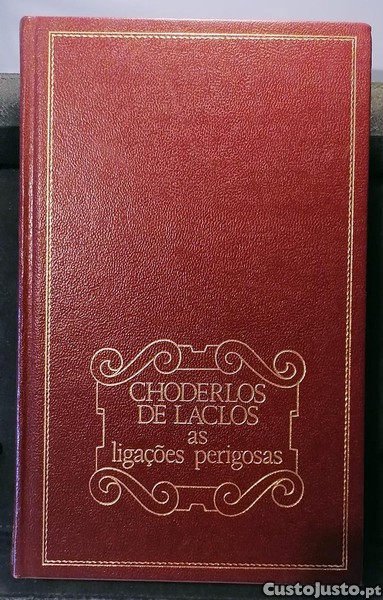 CHODERLOS
DE LACLOS
as
ligações perigosas
CustoJusto.pt